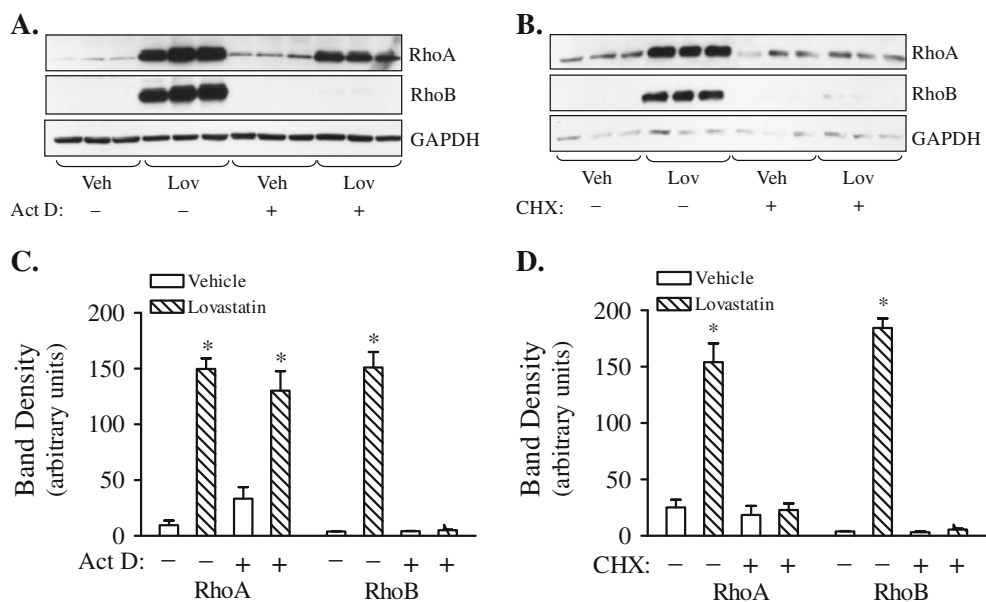 A.
RhoA
RhoB
GAPDH
Veh Lov Veh Lov
Act D: – – + +
B.
RhoA
RhoB
GAPDH
Veh Lov Veh Lov
CHX: – – + +
C.
Vehicle
Lovastatin
Band Density
(arbitrary units)
200
150
100
50
0
* * *
Act D: – – + + – – + +
RhoA RhoB
D.
Vehicle
Lovastatin
Band Density
(arbitrary units)
200
150
100
50
0
* *
CHX: – – + + – – + +
RhoA RhoB